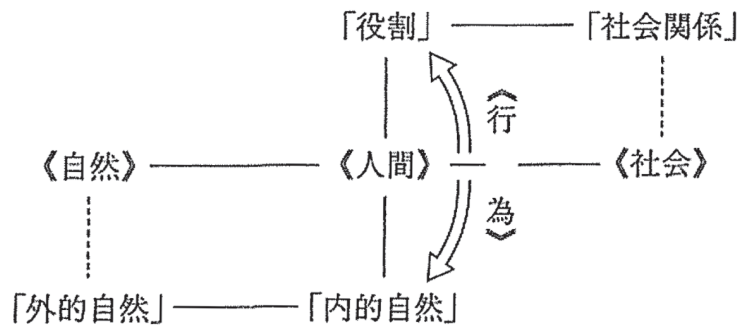 「役割」 「社会関係」
《行
《自然》 《人間》 《社会》
為》
「外的自然」 「内的自然」